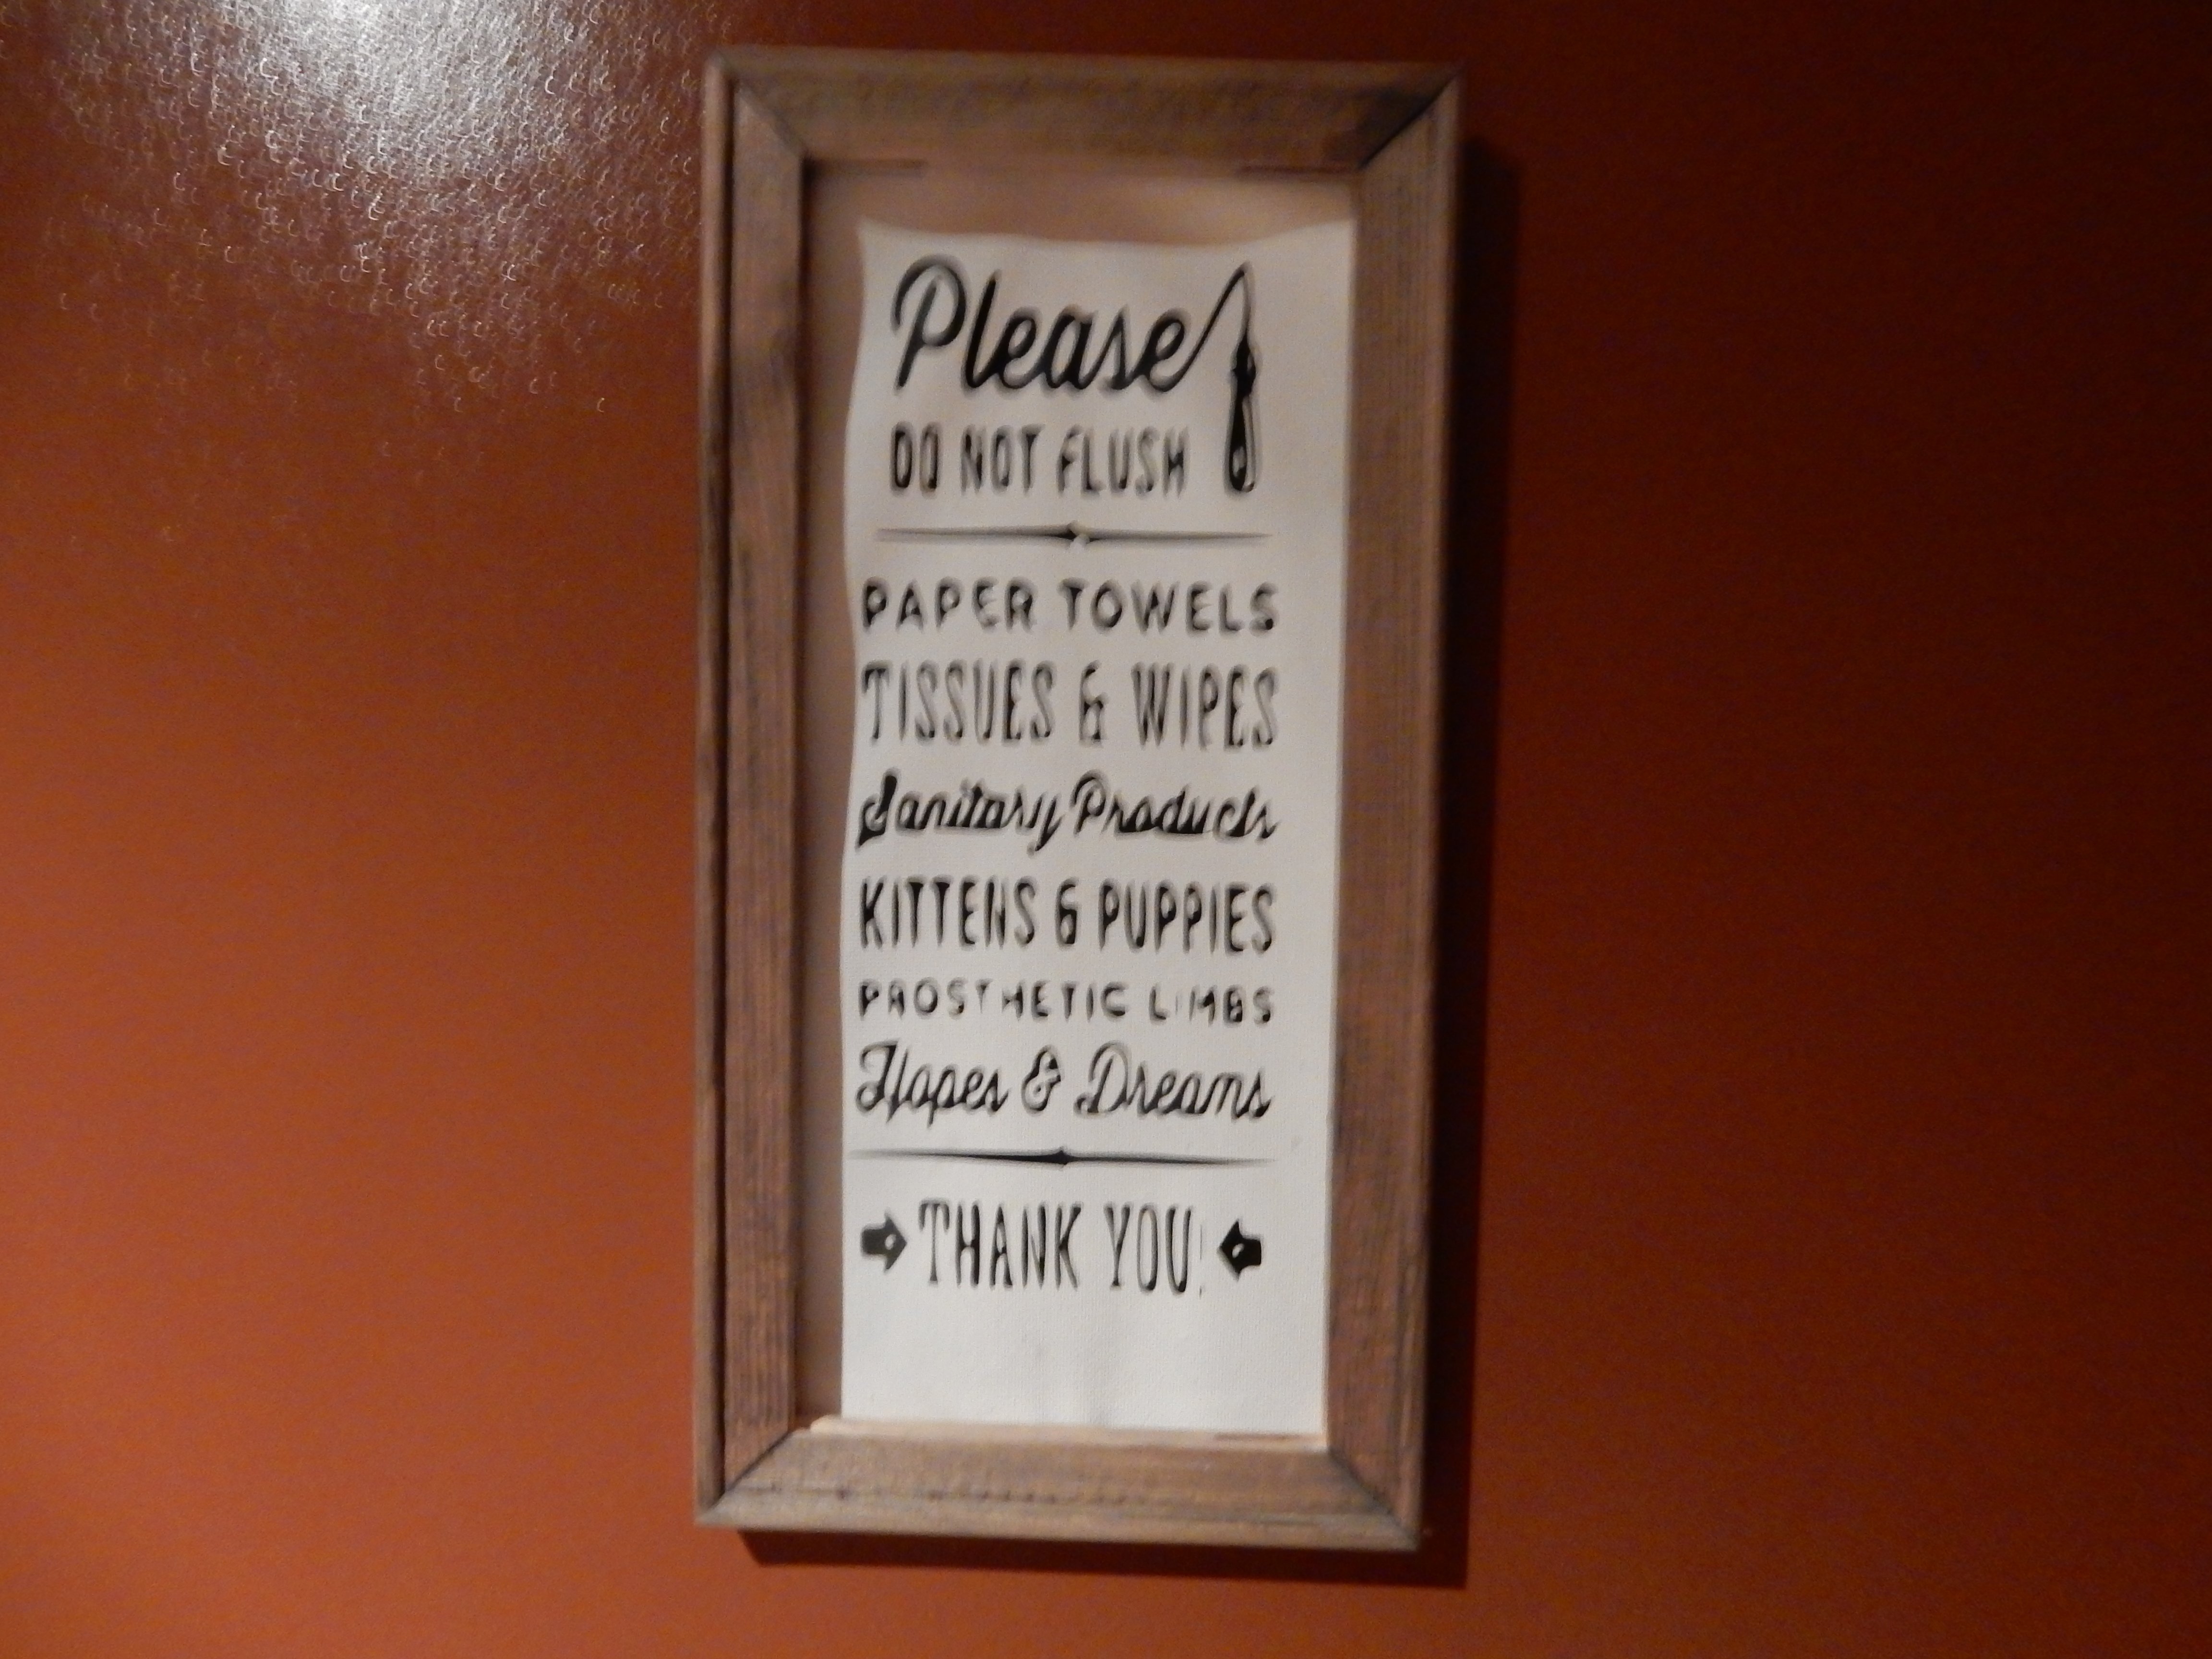 Please
DO NOT FLUSH
PAPER TOWELS
TISSUES & WIPES
Sanitary Products
KITTENS & PUPPIES
PROSTHETIC LIMBS
Hopes & Dreams
THANK YOU!